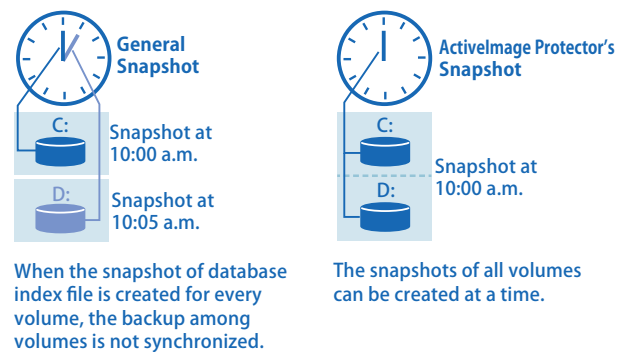 General
Snapshot
C:
Snapshot at
10:00 a.m.
D:
Snapshot at
10:05 a.m.
When the snapshot of database
index file is created for every
volume, the backup among
volumes is not synchronized.
ActiveImage Protector's
Snapshot
C:
D:
Snapshot at
10:00 a.m.
The snapshots of all volumes
can be created at a time.